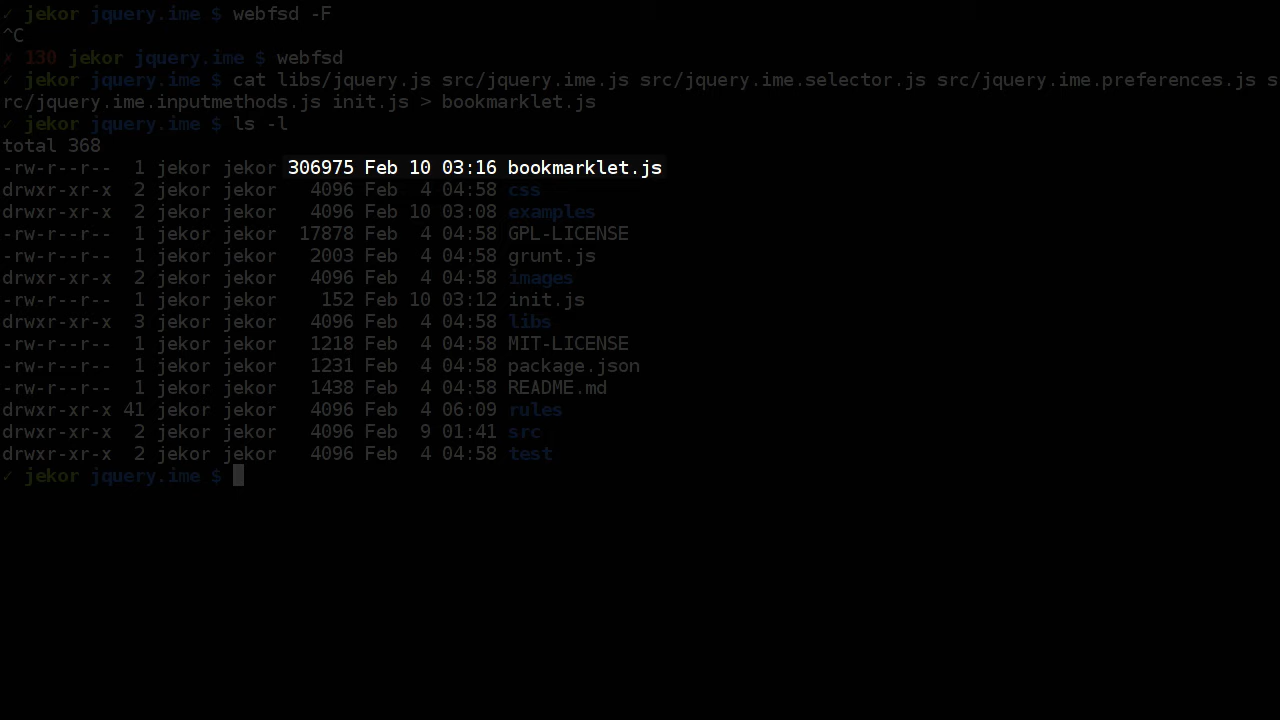 ✓ jekor jquery.ime $ webfsd -F
^C
✗ 130 jekor jquery.ime $ webfsd
✓ jekor jquery.ime $ cat libs/jquery.js src/jquery.ime.js src/jquery.ime.selector.js src/jquery.ime.preferences.js s
rc/jquery.ime.inputmethods.js init.js > bookmarklet.js
✓ jekor jquery.ime $ ls -l
total 368
-rw-r--r-- 1 jekor jekor 306975 Feb 10 03:16 bookmarklet.js
drwxr-xr-x 2 jekor jekor 4096 Feb 4 04:58 css
drwxr-xr-x 2 jekor jekor 4096 Feb 10 03:08 examples
-rw-r--r-- 1 jekor jekor 17878 Feb 4 04:58 GPL-LICENSE
-rw-r--r-- 1 jekor jekor 2003 Feb 4 04:58 grunt.js
drwxr-xr-x 2 jekor jekor 4096 Feb 4 04:58 images
-rw-r--r-- 1 jekor jekor 152 Feb 10 03:12 init.js
drwxr-xr-x 3 jekor jekor 4096 Feb 4 04:58 libs
-rw-r--r-- 1 jekor jekor 1218 Feb 4 04:58 MIT-LICENSE
-rw-r--r-- 1 jekor jekor 1231 Feb 4 04:58 package.json
-rw-r--r-- 1 jekor jekor 1438 Feb 4 04:58 README.md
drwxr-xr-x 41 jekor jekor 4096 Feb 4 06:09 rules
drwxr-xr-x 2 jekor jekor 4096 Feb 9 01:41 src
drwxr-xr-x 2 jekor jekor 4096 Feb 4 04:58 test
✓ jekor jquery.ime $